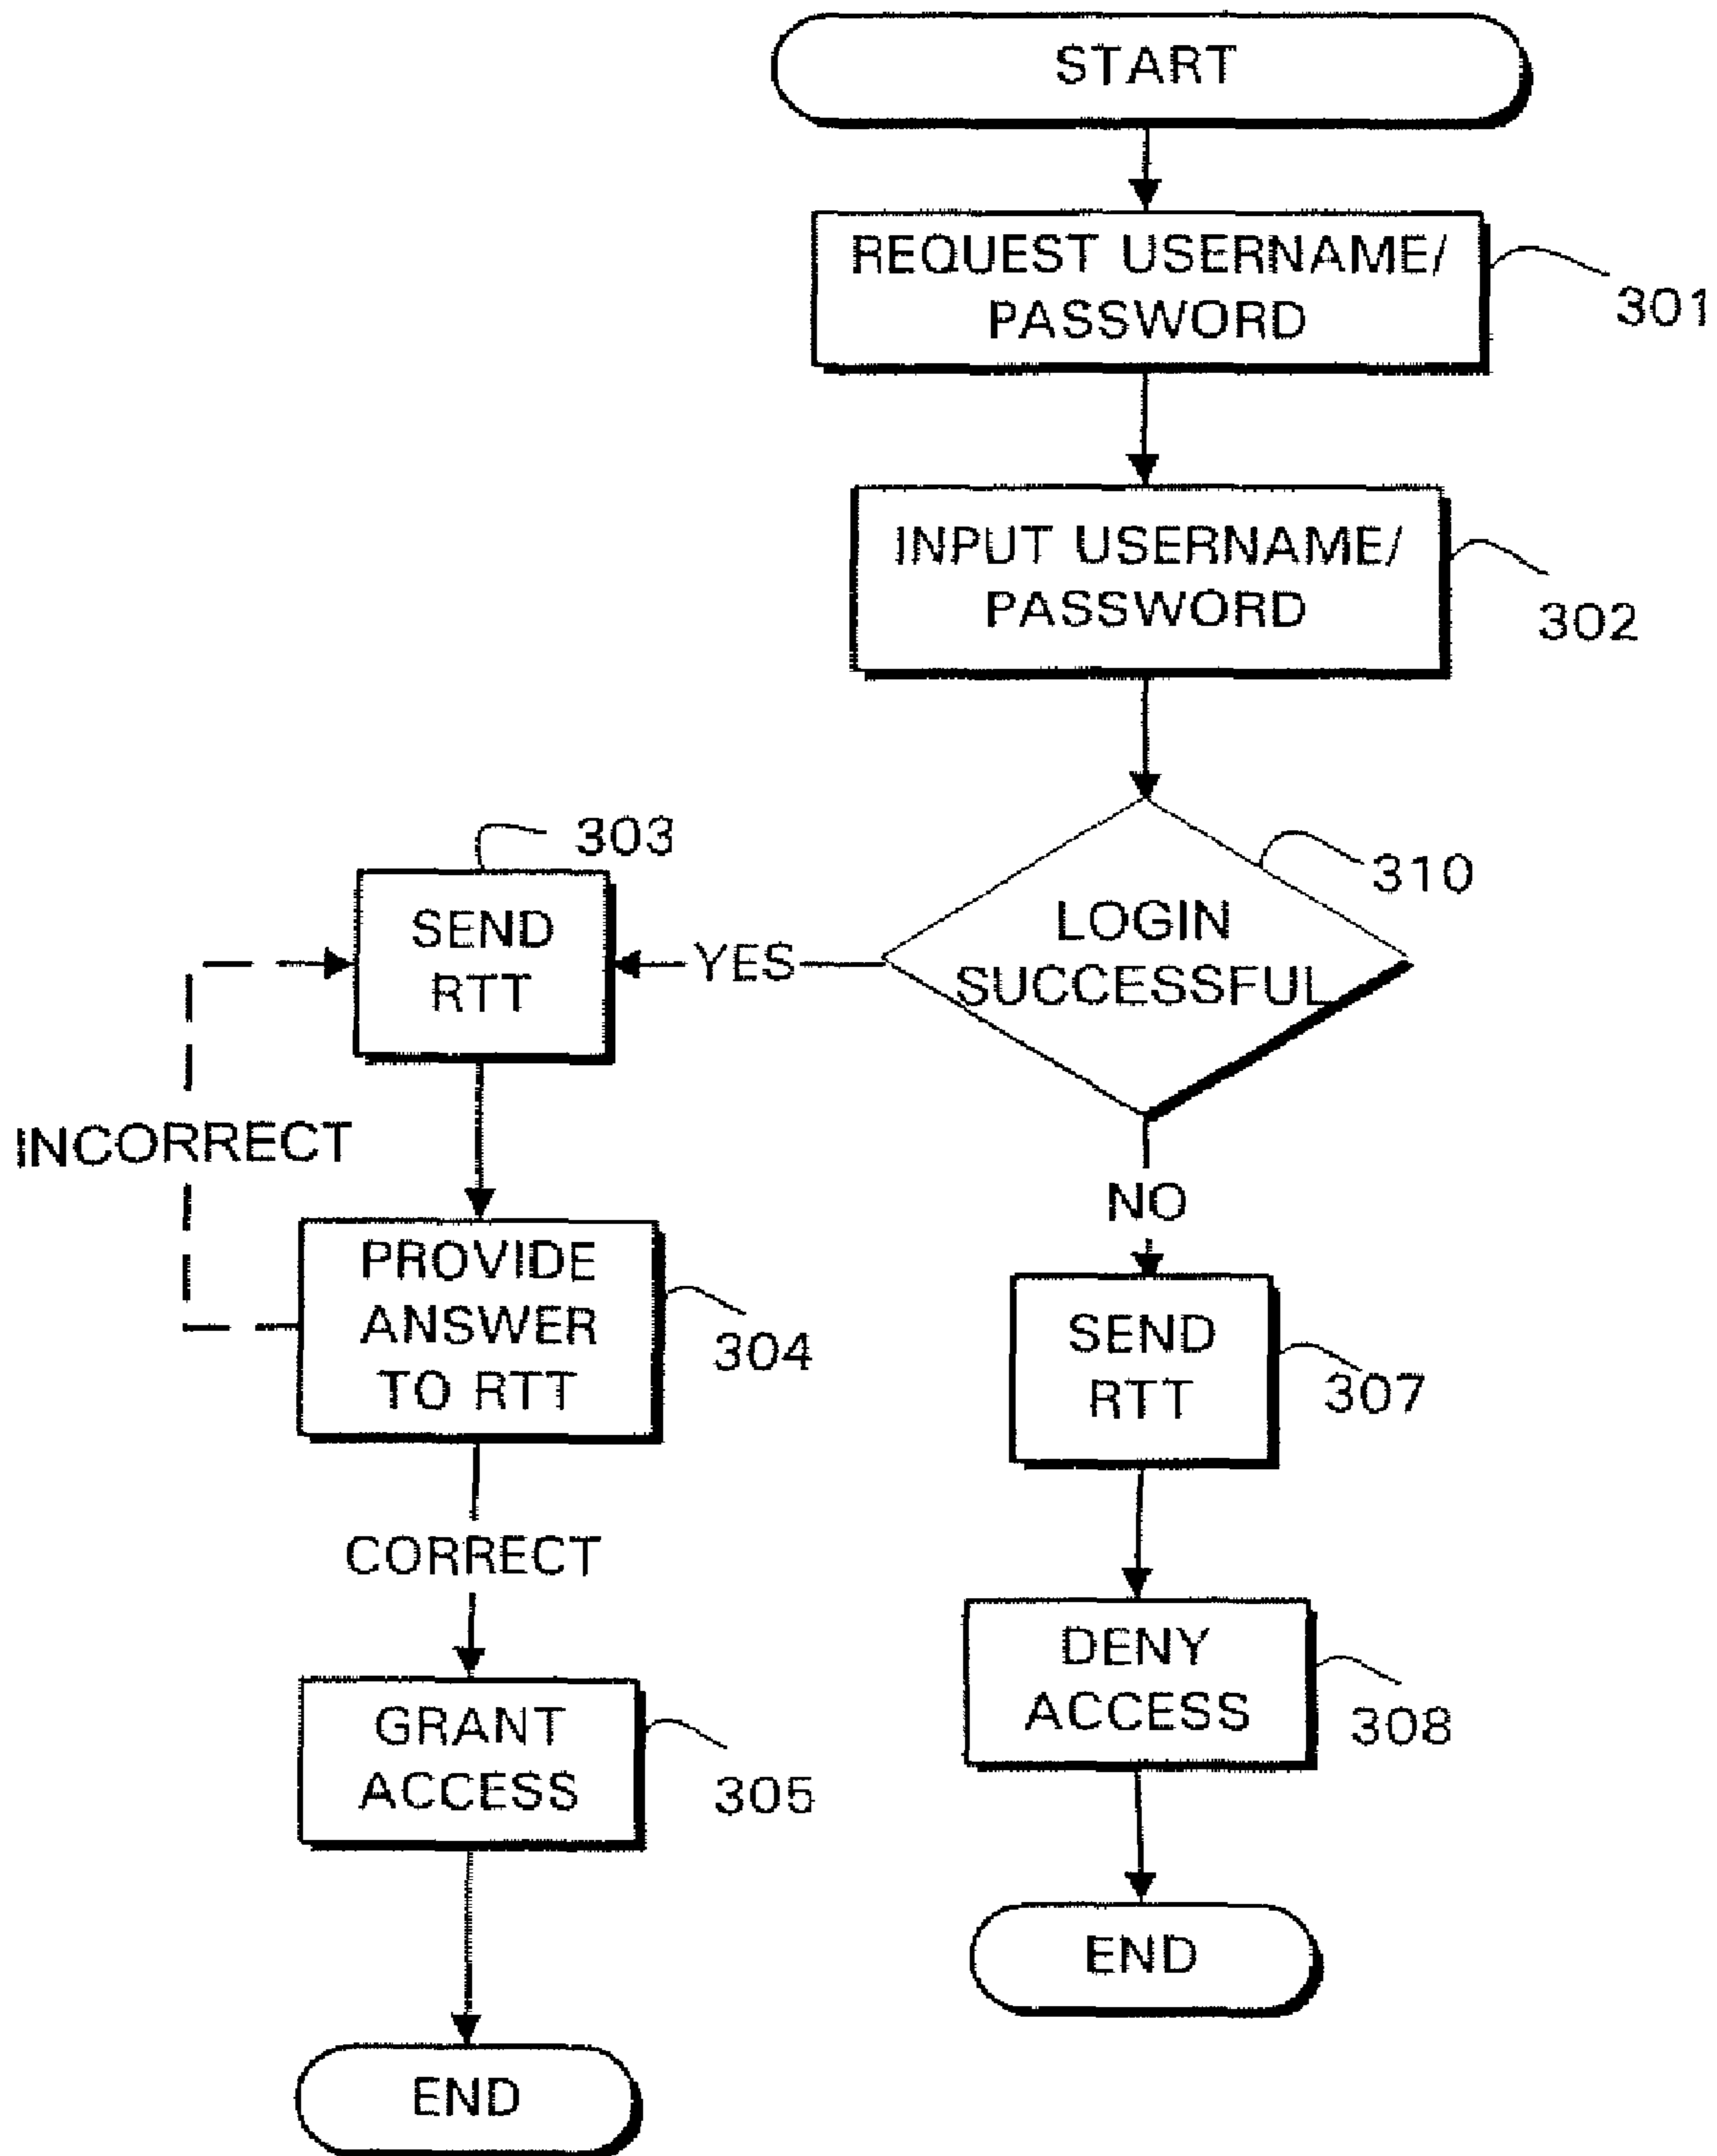 START
REQUEST USERNAME/
PASSWORD
301
INPUT USERNAME/
PASSWORD
302
303
310
SEND
RTT
YES
LOGIN
SUCCESSFUL
INCORRECT
NO
PROVIDE
ANSWER
TO RTT
304
SEND
RTT
307
CORRECT
DENY
ACCESS
308
GRANT
ACCESS
305
END
END